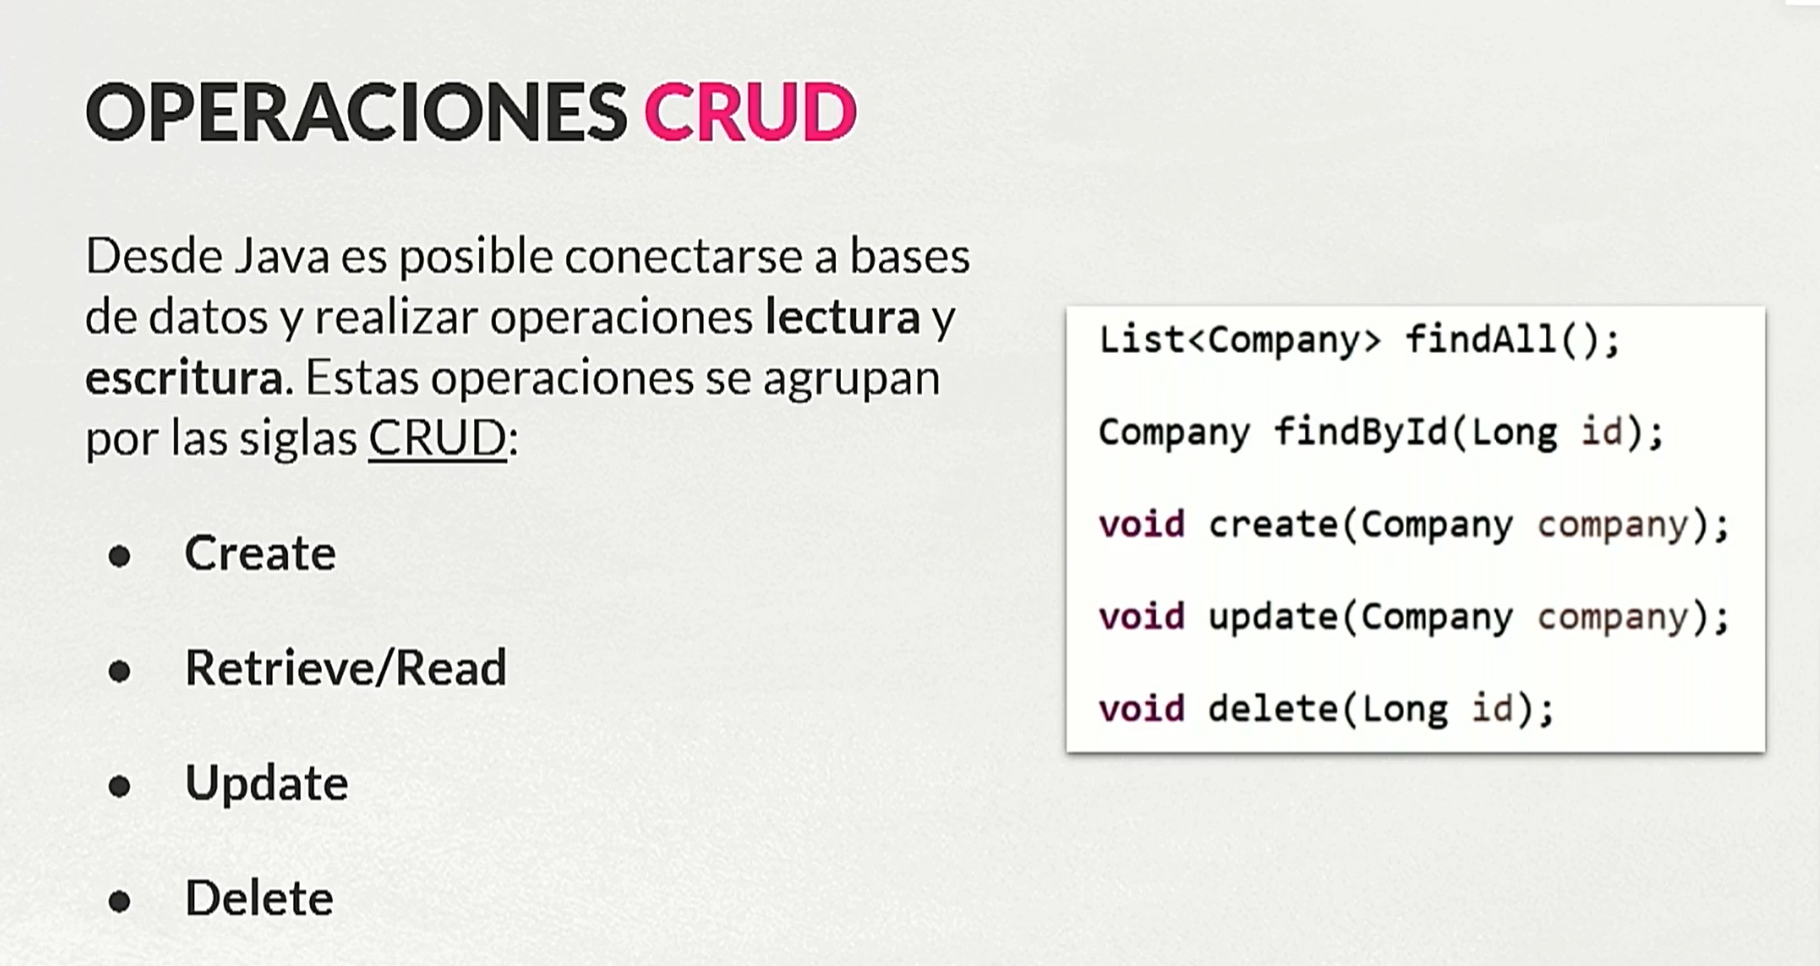 OPERACIONES CRUD
Desde Java es posible conectarse a bases
de datos y realizar operaciones lectura y
escritura. Estas operaciones se agrupan
por las siglas CRUD:
● Create
● Retrieve/Read
● Update
● Delete
List<Company> findAll();
Company findById(Long id);
void create(Company company);
void update(Company company);
void delete(Long id);